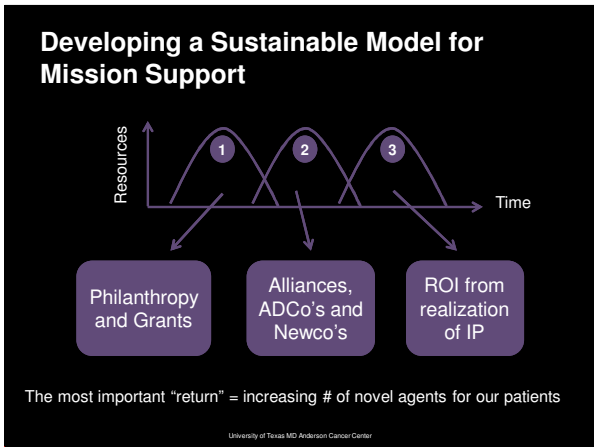 Developing a Sustainable Model for
Mission Support
Resources
1
2
3
Time
Philanthropy
and Grants
Alliances,
ADCo’s and
Newco’s
ROI from
realization
of IP
The most important “return” = increasing # of novel agents for our patients
University of Texas MD Anderson Cancer Center